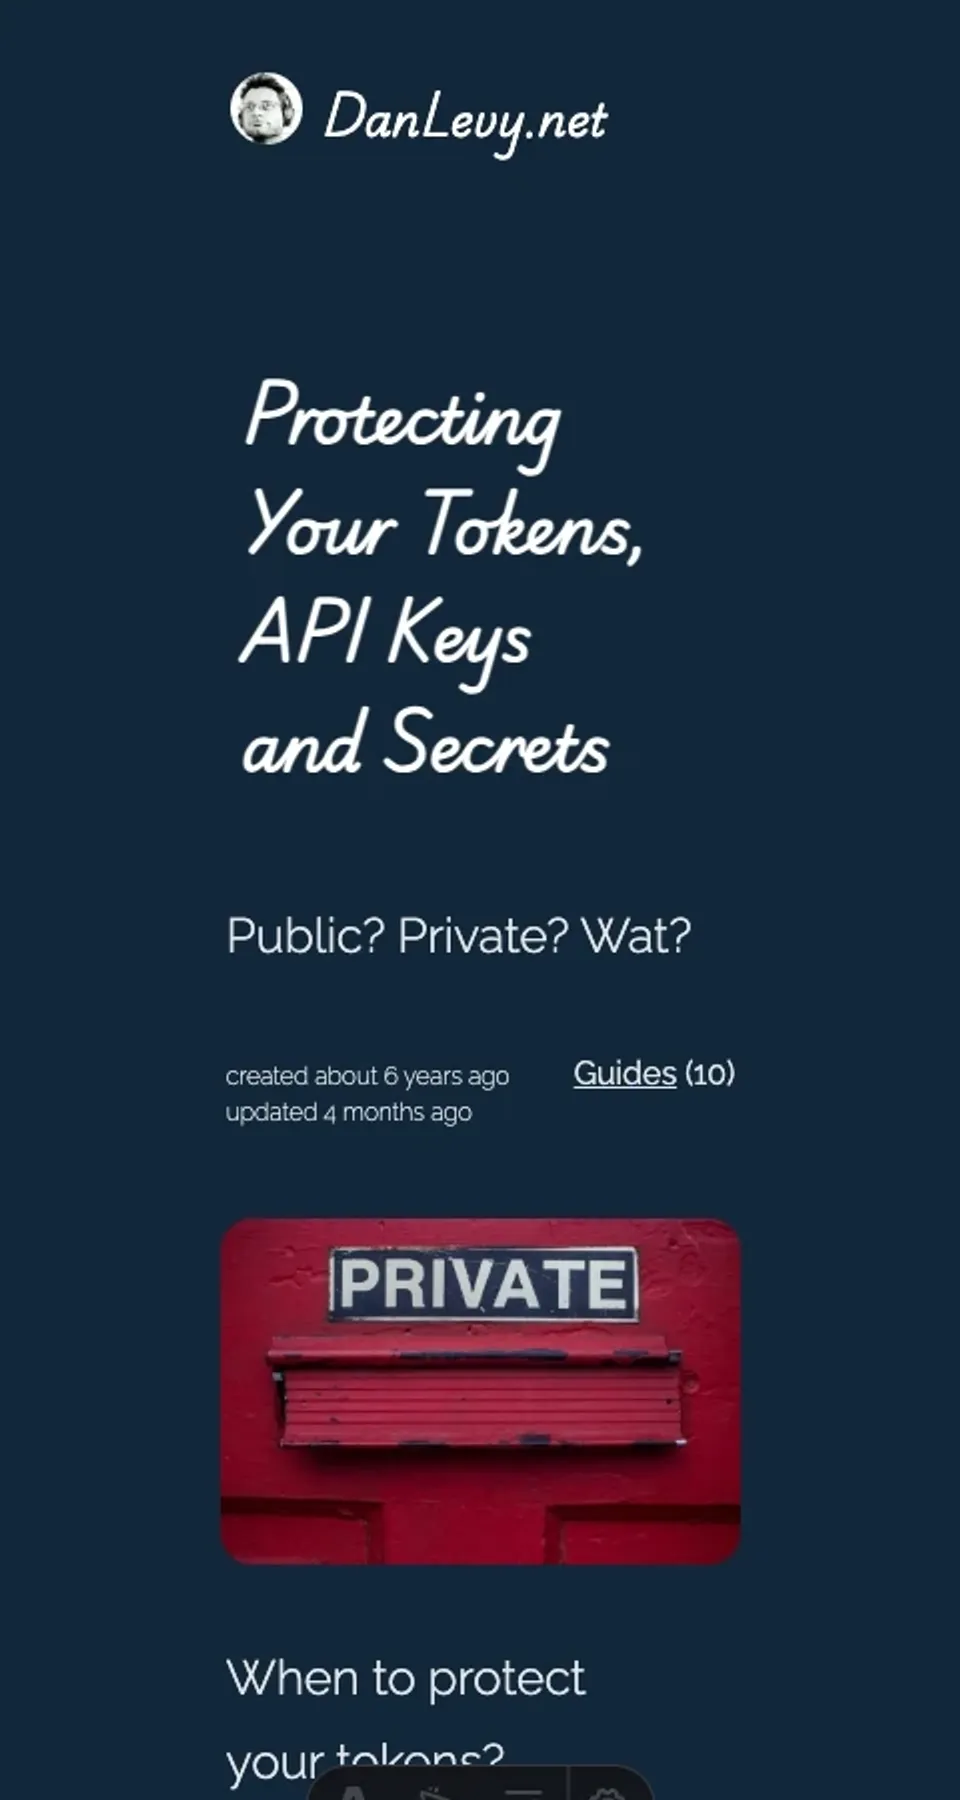 DanLevy.net
Protecting
Your Tokens,
API Keys
and Secrets
Public? Private? Wat?
created about 6 years ago
Guides (10)
updated 4 months ago
PRIVATE
When to protect
your tokens?